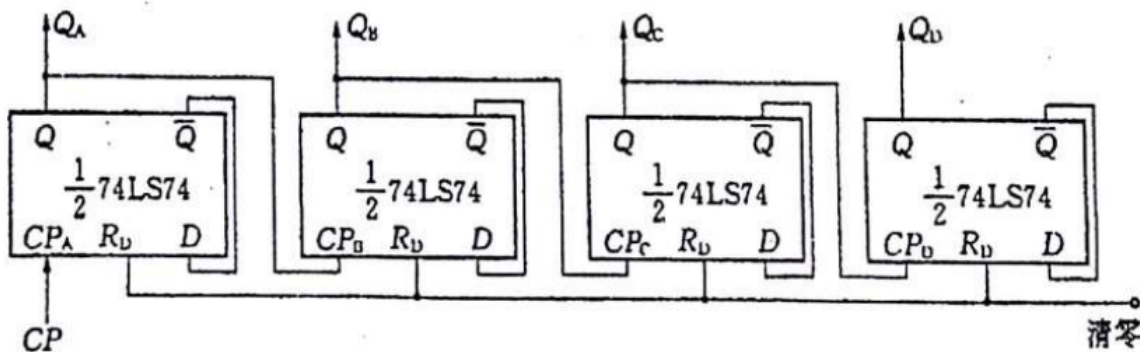 Q_A Q_B Q_C Q_D
Q Q̅ Q Q̅ Q Q̅ Q Q̅
1/2 74LS74 1/2 74LS74 1/2 74LS74 1/2 74LS74
CP_A R_D D CP_B R_D D CP_C R_D D CP_D R_D D
CP 清零